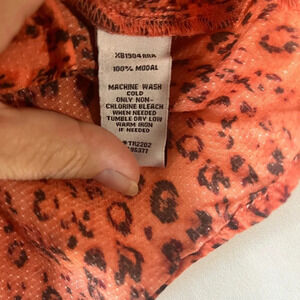 100% MODAL
MACHINE WASH
COLD
ONLY NON-
CHLORINE BLEACH
WHEN NEEDED
TUMBLE DRY LOW
WARM IRON
IF NEEDED